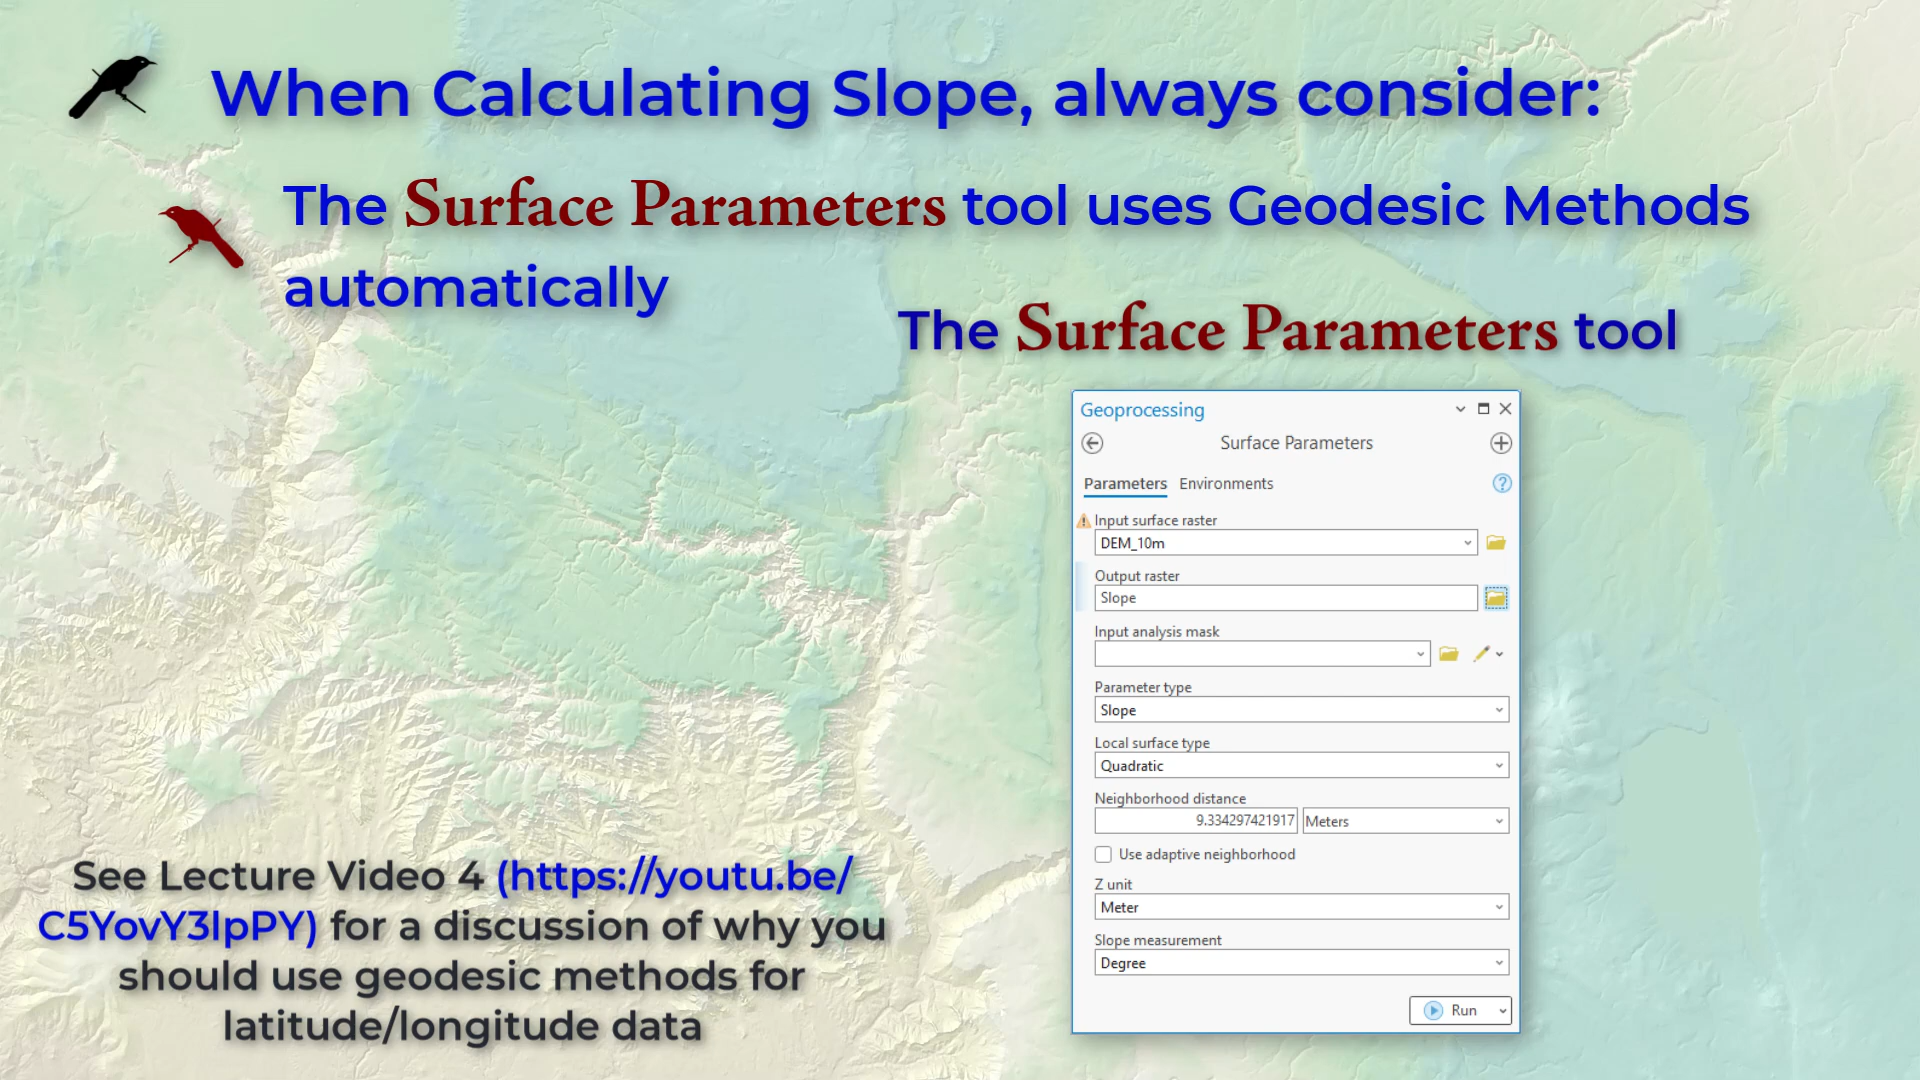 When Calculating Slope, always consider:
The Surface Parameters tool uses Geodesic Methods
automatically
The Surface Parameters tool
Geoprocessing
Surface Parameters
Parameters Environments
Input surface raster
DEM_10m
Output raster
Slope
Input analysis mask
Parameter type
Slope
Local surface type
Quadratic
Neighborhood distance
9.334297421917 Meters
Use adaptive neighborhood
Z unit
Meter
Slope measurement
Degree
Run
See Lecture Video 4 (https://youtu.be/
C5YovY3IpPY) for a discussion of why you
should use geodesic methods for
latitude/longitude data